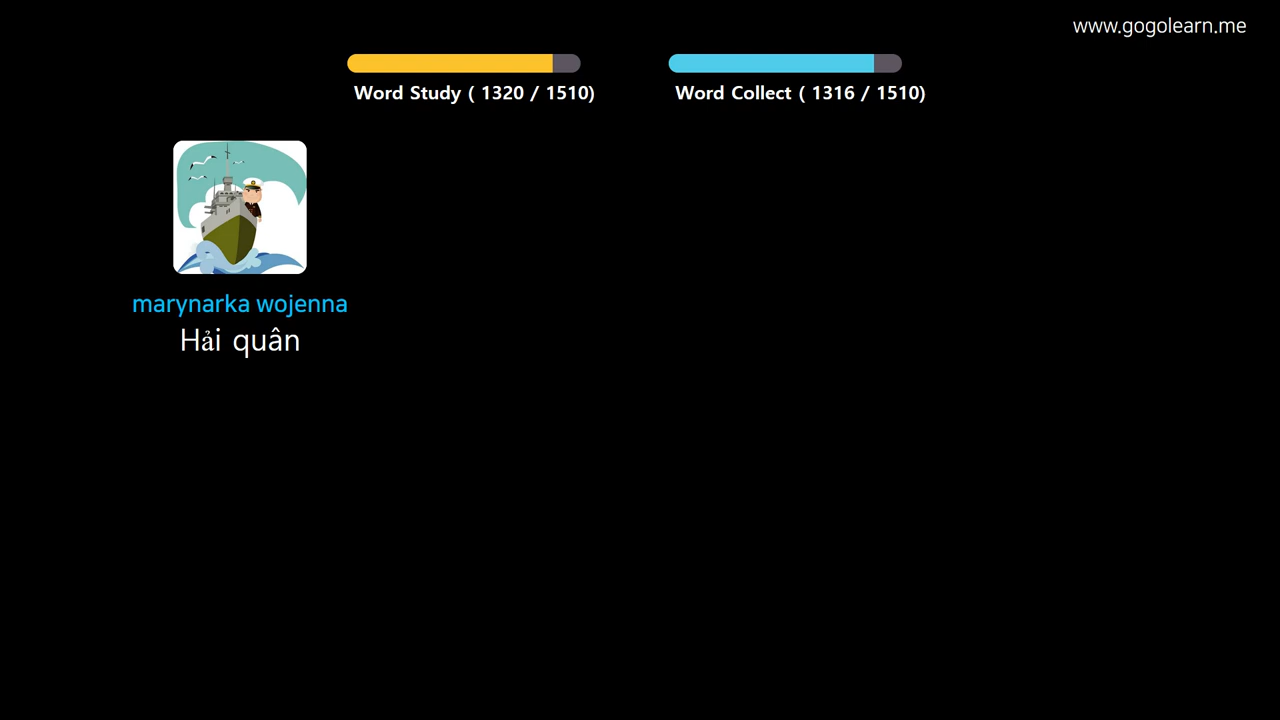 www.gogolearn.me
Word Study ( 1320 / 1510)
Word Collect ( 1316 / 1510)
marynarka wojenna
Hải quân